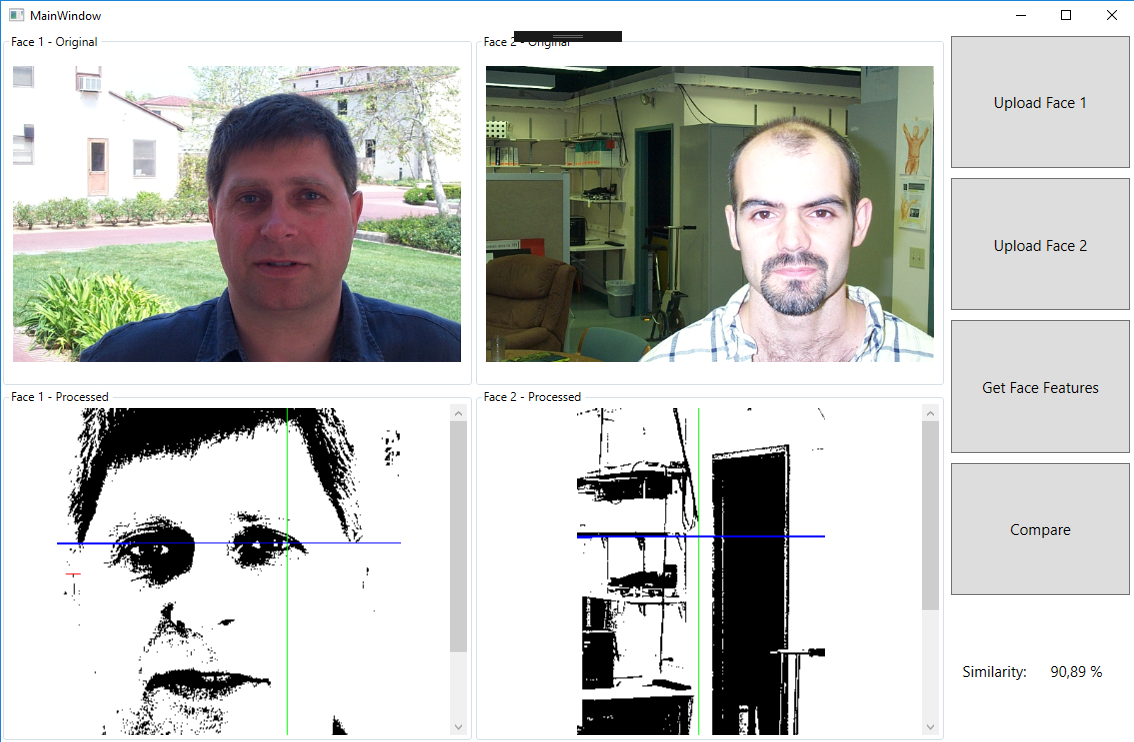 MainWindow
Face 1 - Original
Face 2 - Original
Upload Face 1
Upload Face 2
Get Face Features
Face 1 - Processed
Face 2 - Processed
Compare
Similarity: 90,89 %